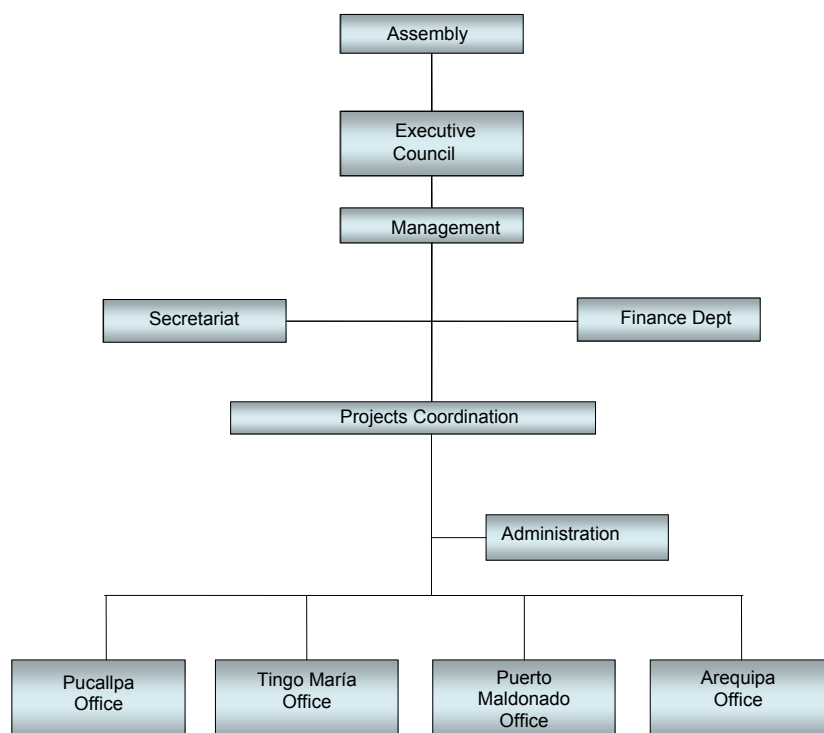 Assembly
Executive
Council
Management
Secretariat
Finance Dept
Projects Coordination
Administration
Pucallpa
Office
Tingo María
Office
Puerto
Maldonado
Office
Arequipa
Office